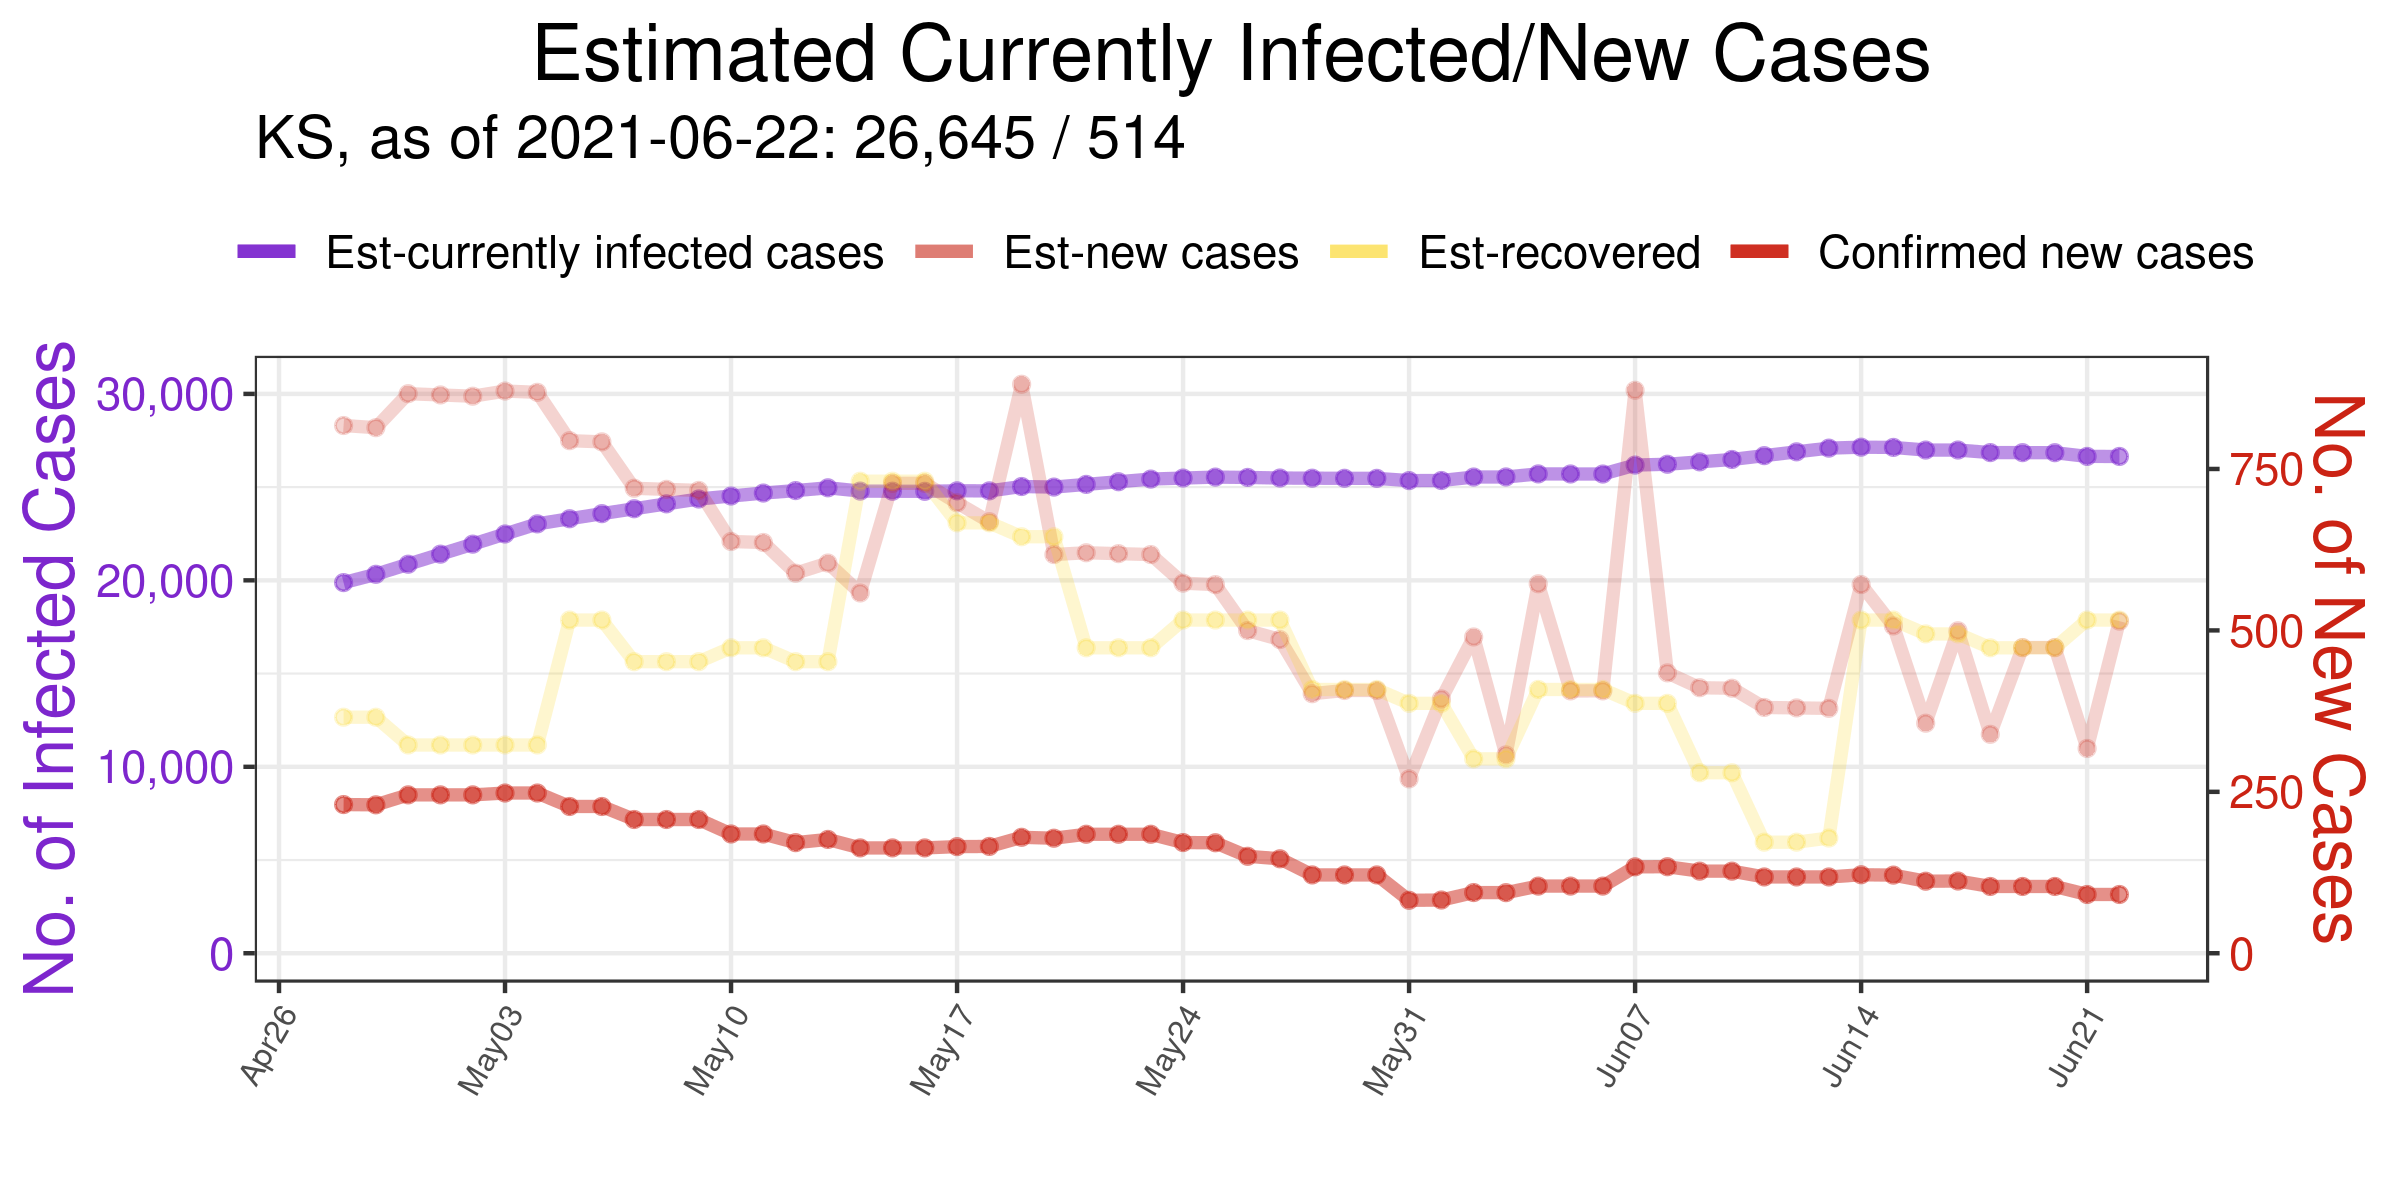 Estimated Currently Infected/New Cases
KS, as of 2021-06-22: 26,645 / 514
Est-currently infected cases Est-new cases Est-recovered Confirmed new cases
No. of Infected Cases
30,000
20,000
10,000
0
No. of New Cases
750
500
250
0
Apr26 May03 May10 May17 May24 May31 Jun07 Jun14 Jun21